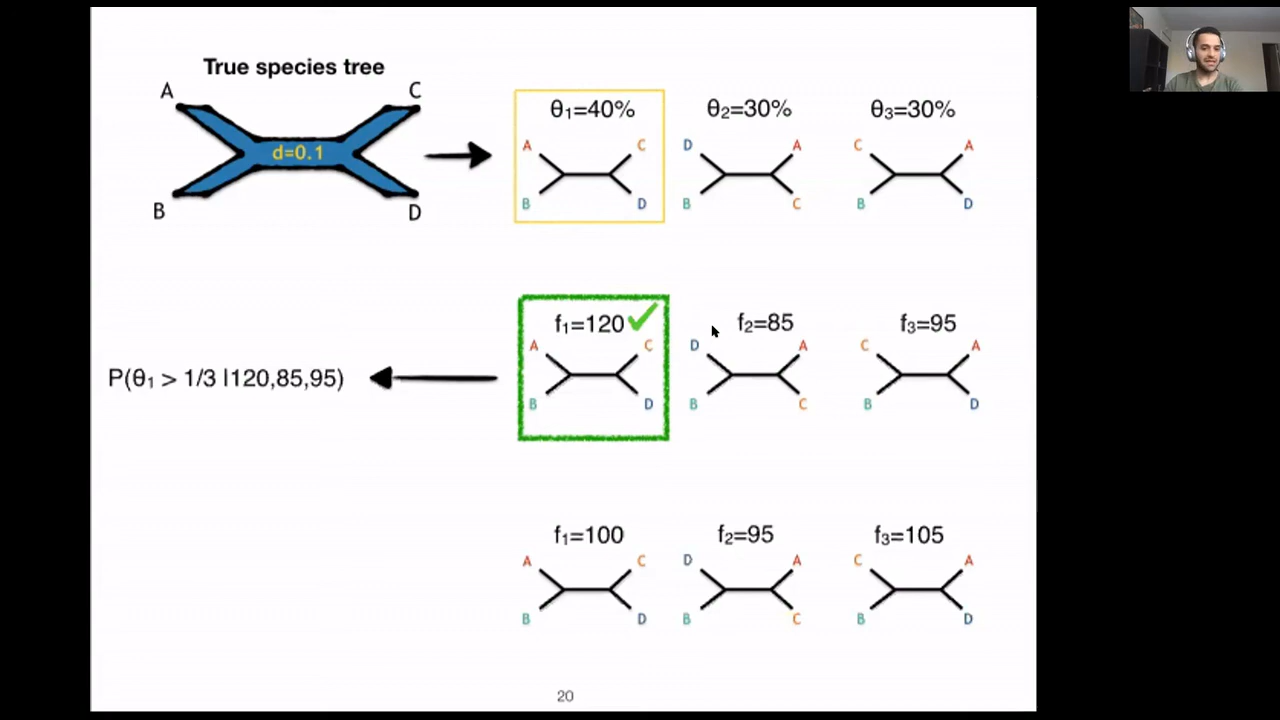 True species tree
A
C
d=0.1
B
D
θ₁=40%
A
C
B
D
θ₂=30%
D
A
B
C
θ₃=30%
C
A
B
D
f₁=120
A
C
B
D
f₂=85
D
A
B
C
f₃=95
C
A
B
D
P(θ₁ > 1/3 |120,85,95)
f₁=100
A
C
B
D
f₂=95
D
A
B
C
f₃=105
C
A
B
D
20